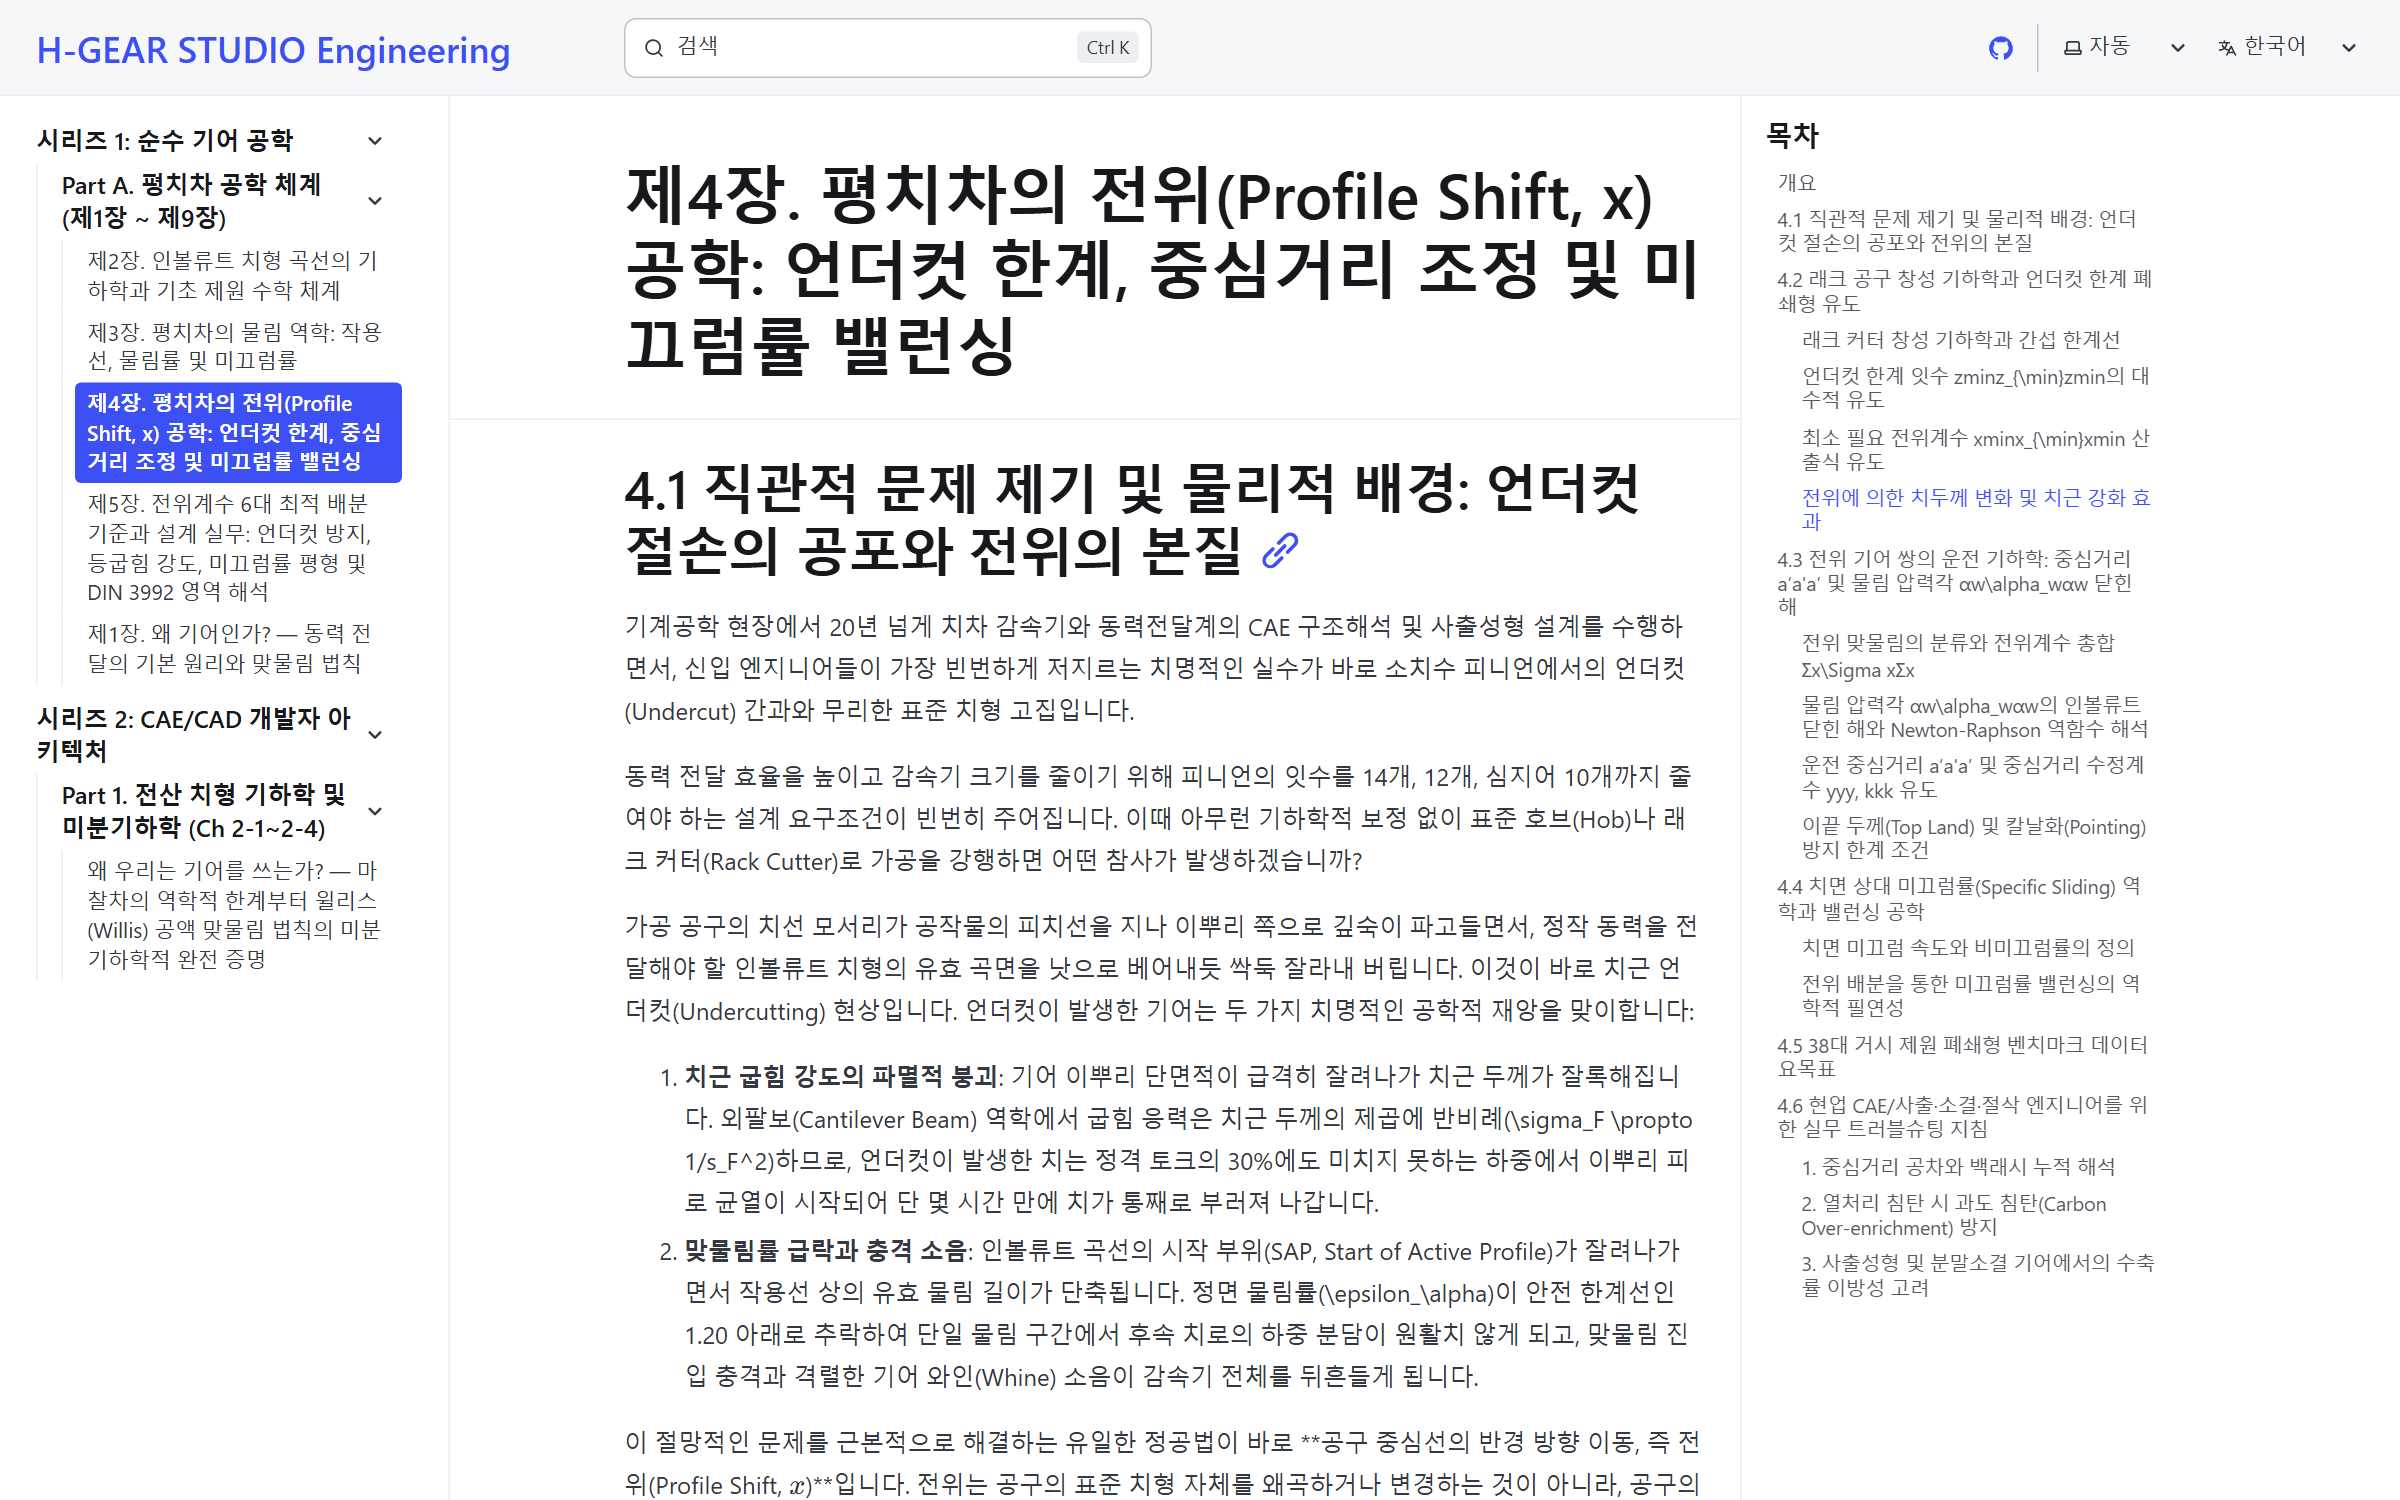 H-GEAR STUDIO Engineering
검색
Ctrl K
자동
한국어
시리즈 1: 순수 기어 공학
Part A. 평치차 공학 체계
(제1장 ~ 제9장)
제2장. 인볼류트 치형 곡선의 기
하학과 기초 제원 수학 체계
제3장. 평치차의 물림 역학: 작용
선, 물림률 및 미끄럼률
제4장. 평치차의 전위(Profile
Shift, x) 공학: 언더컷 한계, 중심
거리 조정 및 미끄럼률 밸런싱
제5장. 전위계수 6대 최적 배분
기준과 설계 실무: 언더컷 방지,
등굽힘 강도, 미끄럼률 평형 및
DIN 3992 영역 해석
제1장. 왜 기어인가? — 동력 전
달의 기본 원리와 맞물림 법칙
시리즈 2: CAE/CAD 개발자 아
키텍처
Part 1. 전산 치형 기하학 및
미분기하학 (Ch 2-1~2-4)
왜 우리는 기어를 쓰는가? — 마
찰차의 역학적 한계부터 윌리스
(Willis) 공액 맞물림 법칙의 미분
기하학적 완전 증명
제4장. 평치차의 전위(Profile Shift, x)
공학: 언더컷 한계, 중심거리 조정 및 미
끄럼률 밸런싱
4.1 직관적 문제 제기 및 물리적 배경: 언더컷
절손의 공포와 전위의 본질
기계공학 현장에서 20년 넘게 치차 감속기와 동력전달계의 CAE 구조해석 및 사출성형 설계를 수행하
면서, 신입 엔지니어들이 가장 빈번하게 저지르는 치명적인 실수가 바로 소치수 피니언에서의 언더컷
(Undercut) 간과와 무리한 표준 치형 고집입니다.
동력 전달 효율을 높이고 감속기 크기를 줄이기 위해 피니언의 잇수를 14개, 12개, 심지어 10개까지 줄
여야 하는 설계 요구조건이 빈번히 주어집니다. 이때 아무런 기하학적 보정 없이 표준 호브(Hob)나 래
크 커터(Rack Cutter)로 가공을 강행하면 어떤 참사가 발생하겠습니까?
가공 공구의 치선 모서리가 공작물의 피치선을 지나 이뿌리 쪽으로 깊숙이 파고들면서, 정작 동력을 전
달해야 할 인볼류트 치형의 유효 곡면을 낫으로 베어내듯 싹둑 잘라내 버립니다. 이것이 바로 치근 언
더컷(Undercutting) 현상입니다. 언더컷이 발생한 기어는 두 가지 치명적인 공학적 재앙을 맞이합니다:
1. 치근 굽힘 강도의 파멸적 붕괴: 기어 이뿌리 단면적이 급격히 잘려나가 치근 두께가 잘록해집니
다. 외팔보(Cantilever Beam) 역학에서 굽힘 응력은 치근 두께의 제곱에 반비례(\sigma_F \propto
1/s_F^2)하므로, 언더컷이 발생한 치는 정격 토크의 30%에도 미치지 못하는 하중에서 이뿌리 피
로 균열이 시작되어 단 몇 시간 만에 치가 통째로 부러져 나갑니다.
2. 맞물림률 급락과 충격 소음: 인볼류트 곡선의 시작 부위(SAP, Start of Active Profile)가 잘려나가
면서 작용선 상의 유효 물림 길이가 단축됩니다. 정면 물림률(\epsilon_\alpha)이 안전 한계선인
1.20 아래로 추락하여 단일 물림 구간에서 후속 치로의 하중 분담이 원활치 않게 되고, 맞물림 진
입 충격과 격렬한 기어 와인(Whine) 소음이 감속기 전체를 뒤흔들게 됩니다.
이 절망적인 문제를 근본적으로 해결하는 유일한 정공법이 바로 **공구 중심선의 반경 방향 이동, 즉 전
위(Profile Shift, x)**입니다. 전위는 공구의 표준 치형 자체를 왜곡하거나 변경하는 것이 아니라, 공구의
목차
개요
4.1 직관적 문제 제기 및 물리적 배경: 언더
컷 절손의 공포와 전위의 본질
4.2 래크 공구 창성 기하학과 언더컷 한계 폐
쇄형 유도
래크 커터 창성 기하학과 간섭 한계선
언더컷 한계 잇수 zminz_{\min}zmin의 대
수적 유도
최소 필요 전위계수 xminx_{\min}xmin 산
출식 유도
전위에 의한 치두께 변화 및 치근 강화 효
과
4.3 전위 기어 쌍의 운전 기하학: 중심거리
a′a'a′ 및 물림 압력각 αw\alpha_wαw 닫힌
해
전위 맞물림의 분류와 전위계수 총합
Σx\Sigma xΣx
물림 압력각 αw\alpha_wαw의 인볼류트
닫힌 해와 Newton-Raphson 역함수 해석
운전 중심거리 a′a'a′ 및 중심거리 수정계
수 yyy, kkk 유도
이끝 두께(Top Land) 및 칼날화(Pointing)
방지 한계 조건
4.4 치면 상대 미끄럼률(Specific Sliding) 역
학과 밸런싱 공학
치면 미끄럼 속도와 비미끄럼률의 정의
전위 배분을 통한 미끄럼률 밸런싱의 역
학적 필연성
4.5 38대 거시 제원 폐쇄형 벤치마크 데이터
요목표
4.6 현업 CAE/사출·소결·절삭 엔지니어를 위
한 실무 트러블슈팅 지침
1. 중심거리 공차와 백래시 누적 해석
2. 열처리 침탄 시 과도 침탄(Carbon
Over-enrichment) 방지
3. 사출성형 및 분말소결 기어에서의 수축
률 이방성 고려